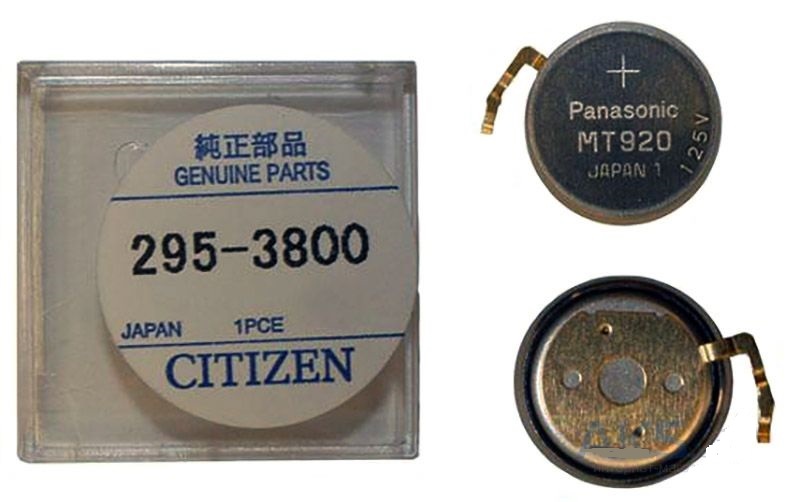 純正部品
GENUINE PARTS
295-3800
JAPAN 1PCE
CITIZEN
+
Panasonic
MT920
JAPAN 1
1.25V